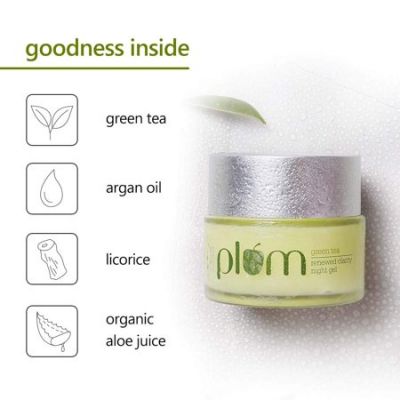 goodness inside
green tea
argan oil
licorice
organic
aloe juice
plum
green tea
renewed clarity
night gel